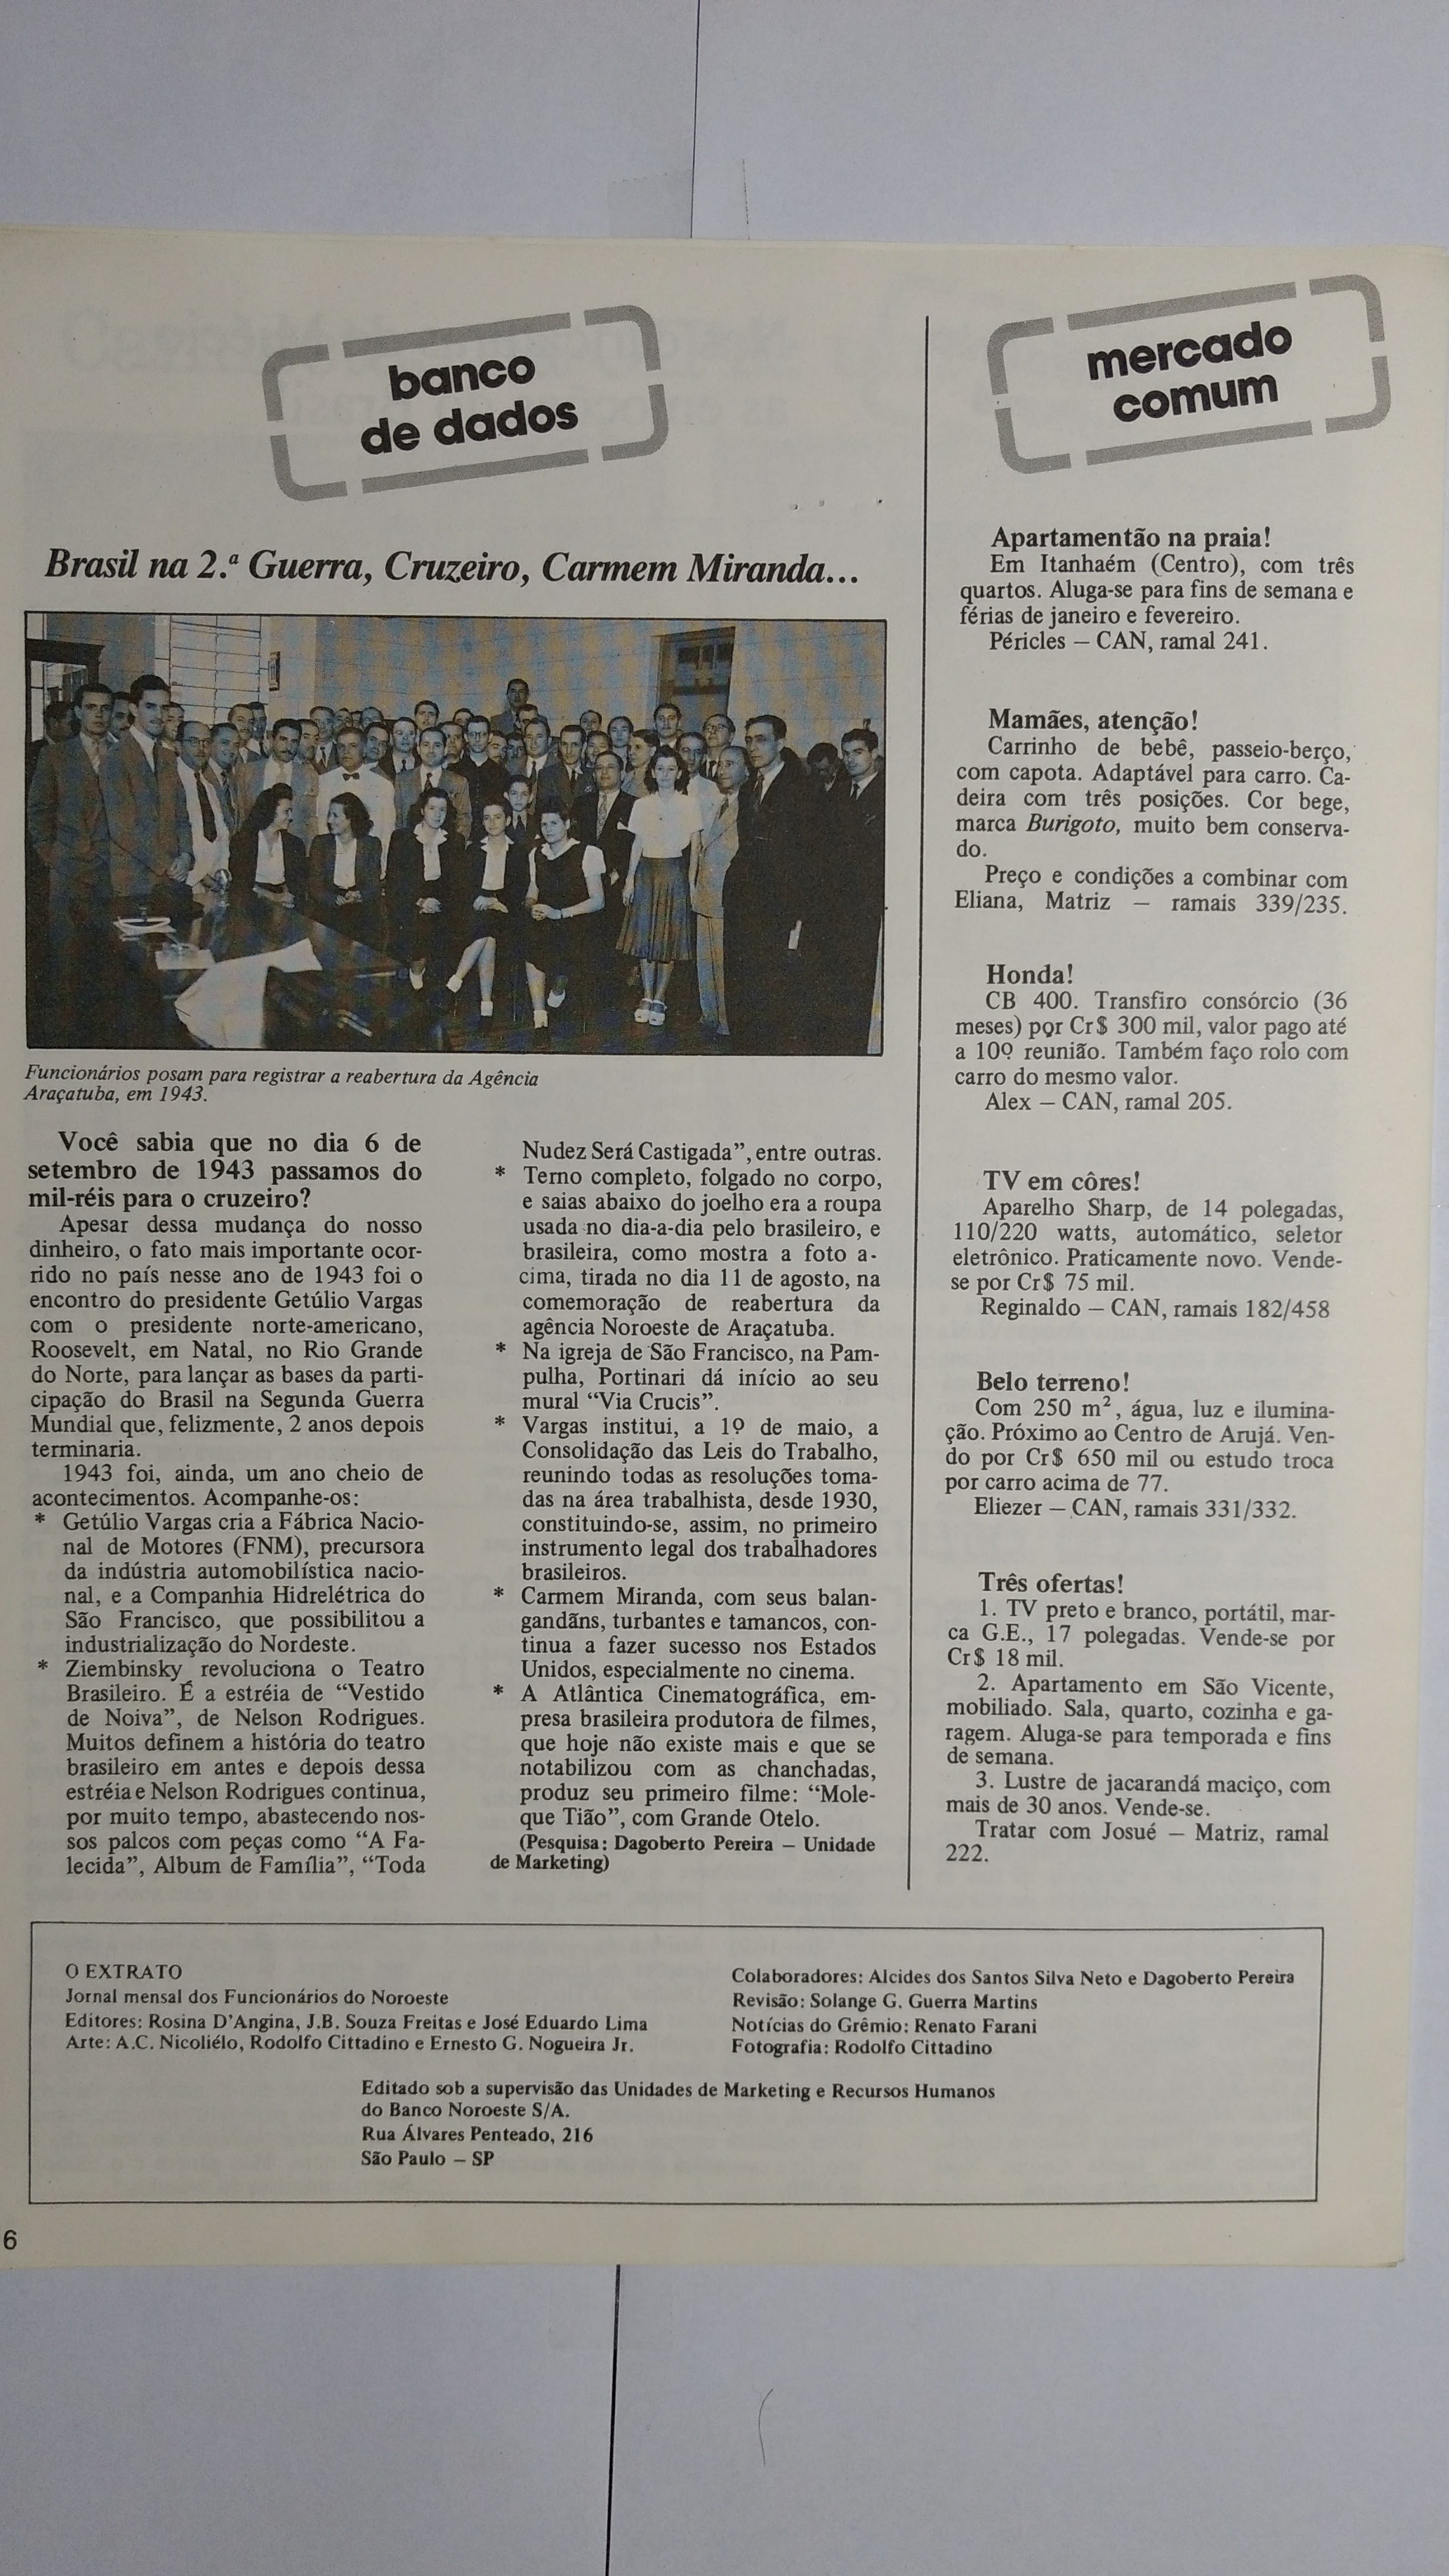 banco
de dados
Brasil na 2.ª Guerra, Cruzeiro, Carmem Miranda...
Funcionários posam para registrar a reabertura da Agência
Araçatuba, em 1943.
Você sabia que no dia 6 de
setembro de 1943 passamos do
mil-réis para o cruzeiro?
Apesar dessa mudança do nosso
dinheiro, o fato mais importante ocor-
rido no país nesse ano de 1943 foi o
encontro do presidente Getúlio Vargas
com o presidente norte-americano,
Roosevelt, em Natal, no Rio Grande
do Norte, para lançar as bases da parti-
cipação do Brasil na Segunda Guerra
Mundial que, felizmente, 2 anos depois
terminaria.
1943 foi, ainda, um ano cheio de
acontecimentos. Acompanhe-os:
* Getúlio Vargas cria a Fábrica Nacio-
nal de Motores (FNM), precursora
da indústria automobilística nacio-
nal, e a Companhia Hidrelétrica do
São Francisco, que possibilitou a
industrialização do Nordeste.
* Ziembinsky revoluciona o Teatro
Brasileiro. É a estréia de “Vestido
de Noiva”, de Nelson Rodrigues.
Muitos definem a história do teatro
brasileiro em antes e depois dessa
estréia e Nelson Rodrigues continua,
por muito tempo, abastecendo nos-
sos palcos com peças como “A Fa-
lecida”, Album de Família”, “Toda
Nudez Será Castigada”, entre outras.
* Terno completo, folgado no corpo,
e saias abaixo do joelho era a roupa
usada no dia-a-dia pelo brasileiro, e
brasileira, como mostra a foto a-
cima, tirada no dia 11 de agosto, na
comemoração de reabertura da
agência Noroeste de Araçatuba.
* Na igreja de São Francisco, na Pam-
pulha, Portinari dá início ao seu
mural “Via Crucis”.
* Vargas institui, a 1º de maio, a
Consolidação das Leis do Trabalho,
reunindo todas as resoluções toma-
das na área trabalhista, desde 1930,
constituindo-se, assim, no primeiro
instrumento legal dos trabalhadores
brasileiros.
* Carmem Miranda, com seus balan-
gandãns, turbantes e tamancos, con-
tinua a fazer sucesso nos Estados
Unidos, especialmente no cinema.
* A Atlântica Cinematográfica, em-
presa brasileira produtora de filmes,
que hoje não existe mais e que se
notabilizou com as chanchadas,
produz seu primeiro filme: “Mole-
que Tião”, com Grande Otelo.
(Pesquisa: Dagoberto Pereira – Unidade
de Marketing)
mercado
comum
Apartamentão na praia!
Em Itanhaém (Centro), com três
quartos. Aluga-se para fins de semana e
férias de janeiro e fevereiro.
Péricles – CAN, ramal 241.
Mamães, atenção!
Carrinho de bebê, passeio-berço,
com capota. Adaptável para carro. Ca-
deira com três posições. Cor bege,
marca Burigoto, muito bem conserva-
do.
Preço e condições a combinar com
Eliana, Matriz – ramais 339/235.
Honda!
CB 400. Transfiro consórcio (36
meses) por Cr$ 300 mil, valor pago até
a 10º reunião. Também faço rolo com
carro do mesmo valor.
Alex – CAN, ramal 205.
TV em côres!
Aparelho Sharp, de 14 polegadas,
110/220 watts, automático, seletor
eletrônico. Praticamente novo. Vende-
se por Cr$ 75 mil.
Reginaldo – CAN, ramais 182/458
Belo terreno!
Com 250 m², água, luz e ilumina-
ção. Próximo ao Centro de Arujá. Ven-
do por Cr$ 650 mil ou estudo troca
por carro acima de 77.
Eliezer – CAN, ramais 331/332.
Três ofertas!
1. TV preto e branco, portátil, mar-
ca G.E., 17 polegadas. Vende-se por
Cr$ 18 mil.
2. Apartamento em São Vicente,
mobiliado. Sala, quarto, cozinha e ga-
ragem. Aluga-se para temporada e fins
de semana.
3. Lustre de jacarandá maciço, com
mais de 30 anos. Vende-se.
Tratar com Josué – Matriz, ramal
222.
O EXTRATO
Jornal mensal dos Funcionários do Noroeste
Editores: Rosina D'Angina, J.B. Souza Freitas e José Eduardo Lima
Arte: A.C. Nicoliélo, Rodolfo Cittadino e Ernesto G. Nogueira Jr.
Colaboradores: Alcides dos Santos Silva Neto e Dagoberto Pereira
Revisão: Solange G. Guerra Martins
Notícias do Grêmio: Renato Farani
Fotografia: Rodolfo Cittadino
Editado sob a supervisão das Unidades de Marketing e Recursos Humanos
do Banco Noroeste S/A.
Rua Álvares Penteado, 216
São Paulo – SP
6